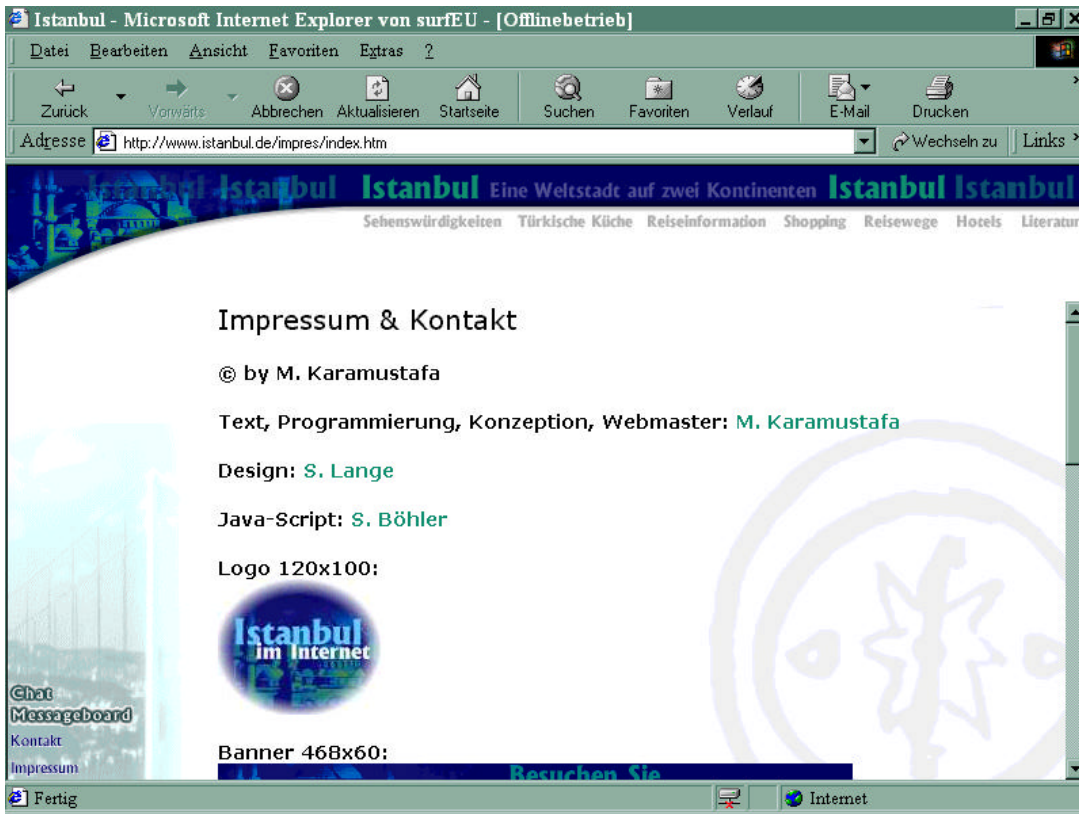 Istanbul - Microsoft Internet Explorer von surfEU - [Offlinebetrieb]
Datei Bearbeiten Ansicht Favoriten Extras ?
Zurück Vorwärts Abbrechen Aktualisieren Startseite Suchen Favoriten Verlauf E-Mail Drucken
Adresse http://www.istanbul.de/impres/index.htm Wechseln zu Links
Istanbul Istanbul Istanbul Eine Weltstadt auf zwei Kontinenten Istanbul Istanbul
Sehenswürdigkeiten Türkische Küche Reiseinformation Shopping Reisewege Hotels Literatur
Impressum & Kontakt
© by M. Karamustafa
Text, Programmierung, Konzeption, Webmaster: M. Karamustafa
Design: S. Lange
Java-Script: S. Böhler
Logo 120x100:
Istanbul
im Internet
Chat
Messageboard
Kontakt
Impressum
Banner 468x60:
Besuchen Sie
Fertig Internet